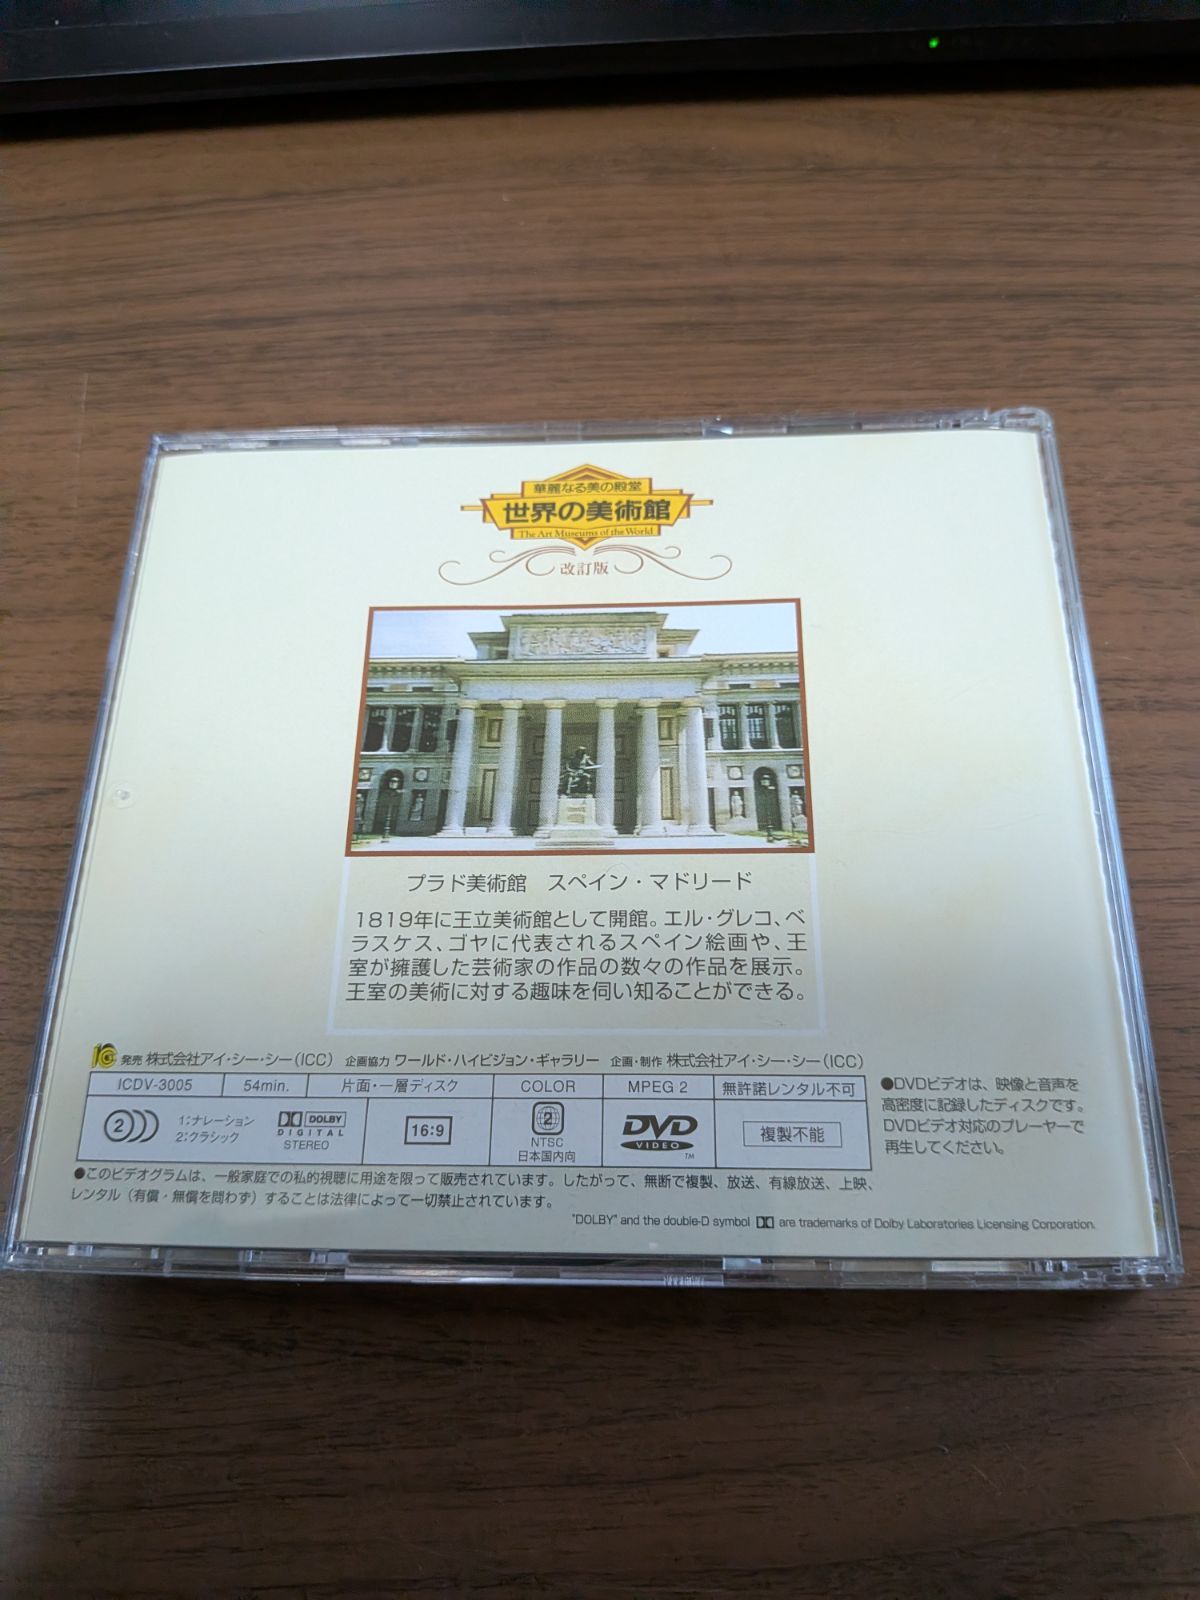 華麗なる美の殿堂
世界の美術館
The Art Museums of the World
改訂版
プラド美術館　スペイン・マドリード
1819年に王立美術館として開館。エル・グレコ、ベ
ラスケス、ゴヤに代表されるスペイン絵画や、王
室が擁護した芸術家の作品の数々の作品を展示。
王室の美術に対する趣味を伺い知ることができる。
発売 株式会社アイ・シー・シー(ICC)　企画協力 ワールド・ハイビジョン・ギャラリー　企画・制作 株式会社アイ・シー・シー(ICC)
ICDV-3005 54min. 片面・一層ディスク COLOR MPEG 2 無許諾レンタル不可
2 1:ナレーション
2:クラシック
DOLBY
DIGITAL
STEREO
16:9
2
NTSC
日本国内向
DVD
VIDEO
TM
複製不能
●DVDビデオは、映像と音声を
高密度に記録したディスクです。
DVDビデオ対応のプレーヤーで
再生してください。
●このビデオグラムは、一般家庭での私的視聴に用途を限って販売されています。したがって、無断で複製、放送、有線放送、上映、
レンタル（有償・無償を問わず）することは法律によって一切禁止されています。
"DOLBY" and the double-D symbol are trademarks of Dolby Laboratories Licensing Corporation.